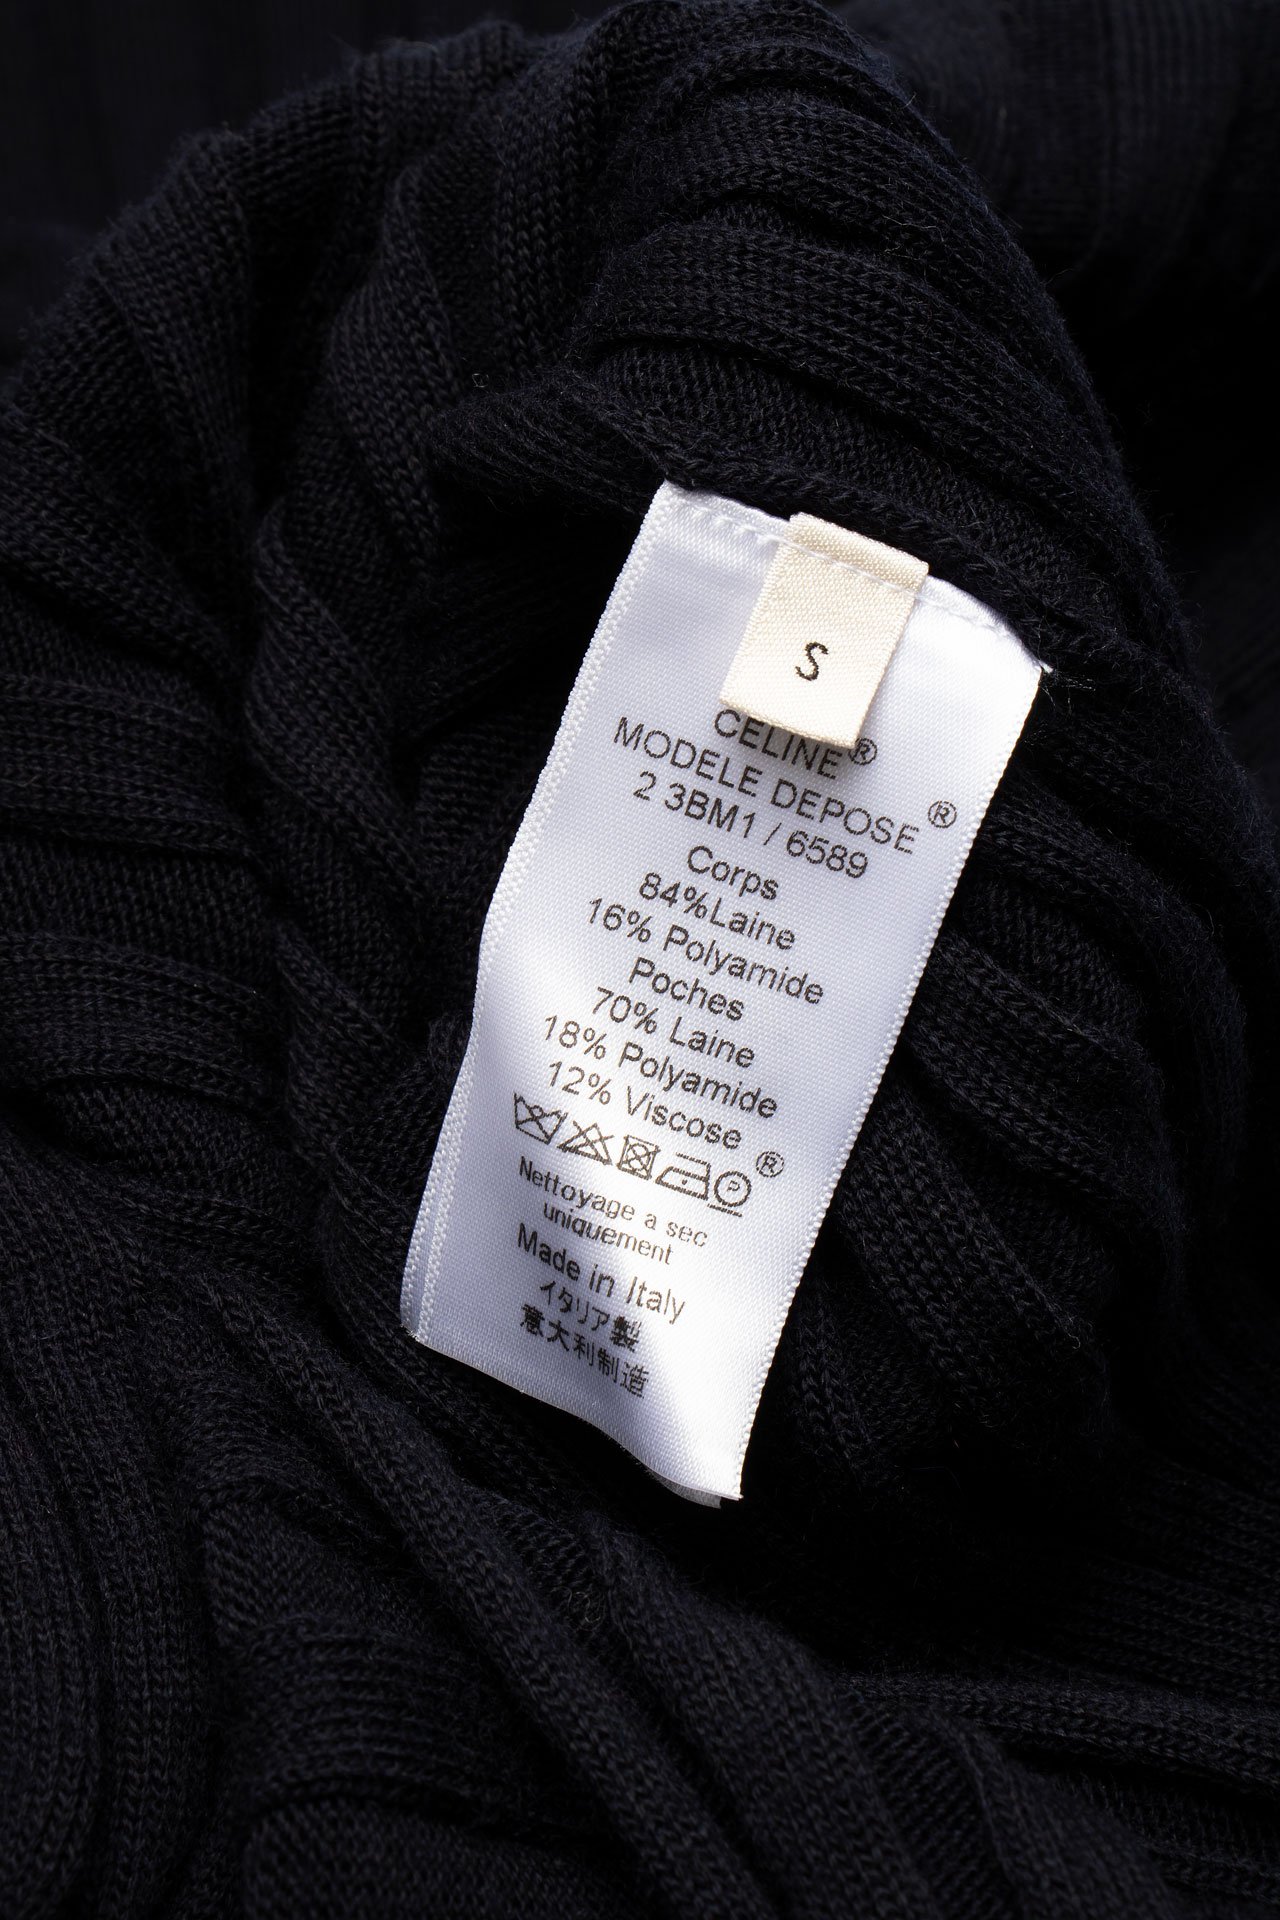 S
CELINE®
MODELE DEPOSE®
2 3BM1 / 6589
Corps
84%Laine
16% Polyamide
Poches
70% Laine
18% Polyamide
12% Viscose
®
P
Nettoyage a sec
uniquement
Made in Italy
イタリア製
意大利制造